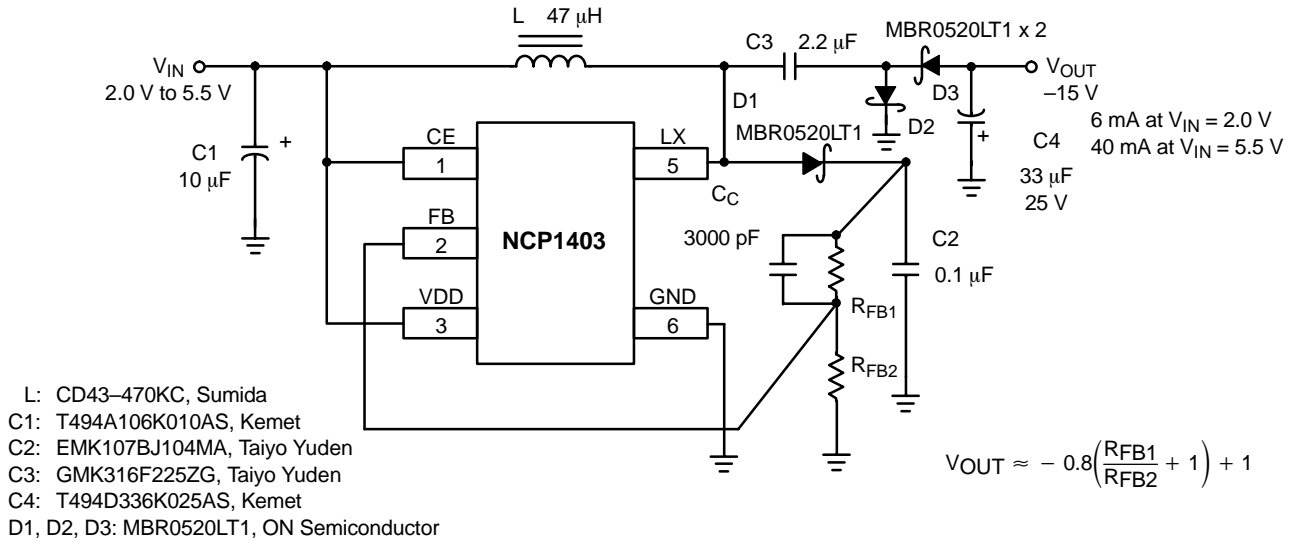 L 47 μH
C3
2.2 μF
MBR0520LT1 x 2
VIN
2.0 V to 5.5 V
VOUT
–15 V
6 mA at VIN = 2.0 V
40 mA at VIN = 5.5 V
D1
D2
D3
MBR0520LT1
C1
10 μF
+
+
C4
33 μF
25 V
CE
1
LX
5
CC
FB
2
NCP1403
3000 pF
C2
0.1 μF
VDD
3
GND
6
RFB1
RFB2
L: CD43–470KC, Sumida
C1: T494A106K010AS, Kemet
C2: EMK107BJ104MA, Taiyo Yuden
C3: GMK316F225ZG, Taiyo Yuden
C4: T494D336K025AS, Kemet
D1, D2, D3: MBR0520LT1, ON Semiconductor
VOUT ≈ − 0.8(RFB1/RFB2 + 1) + 1